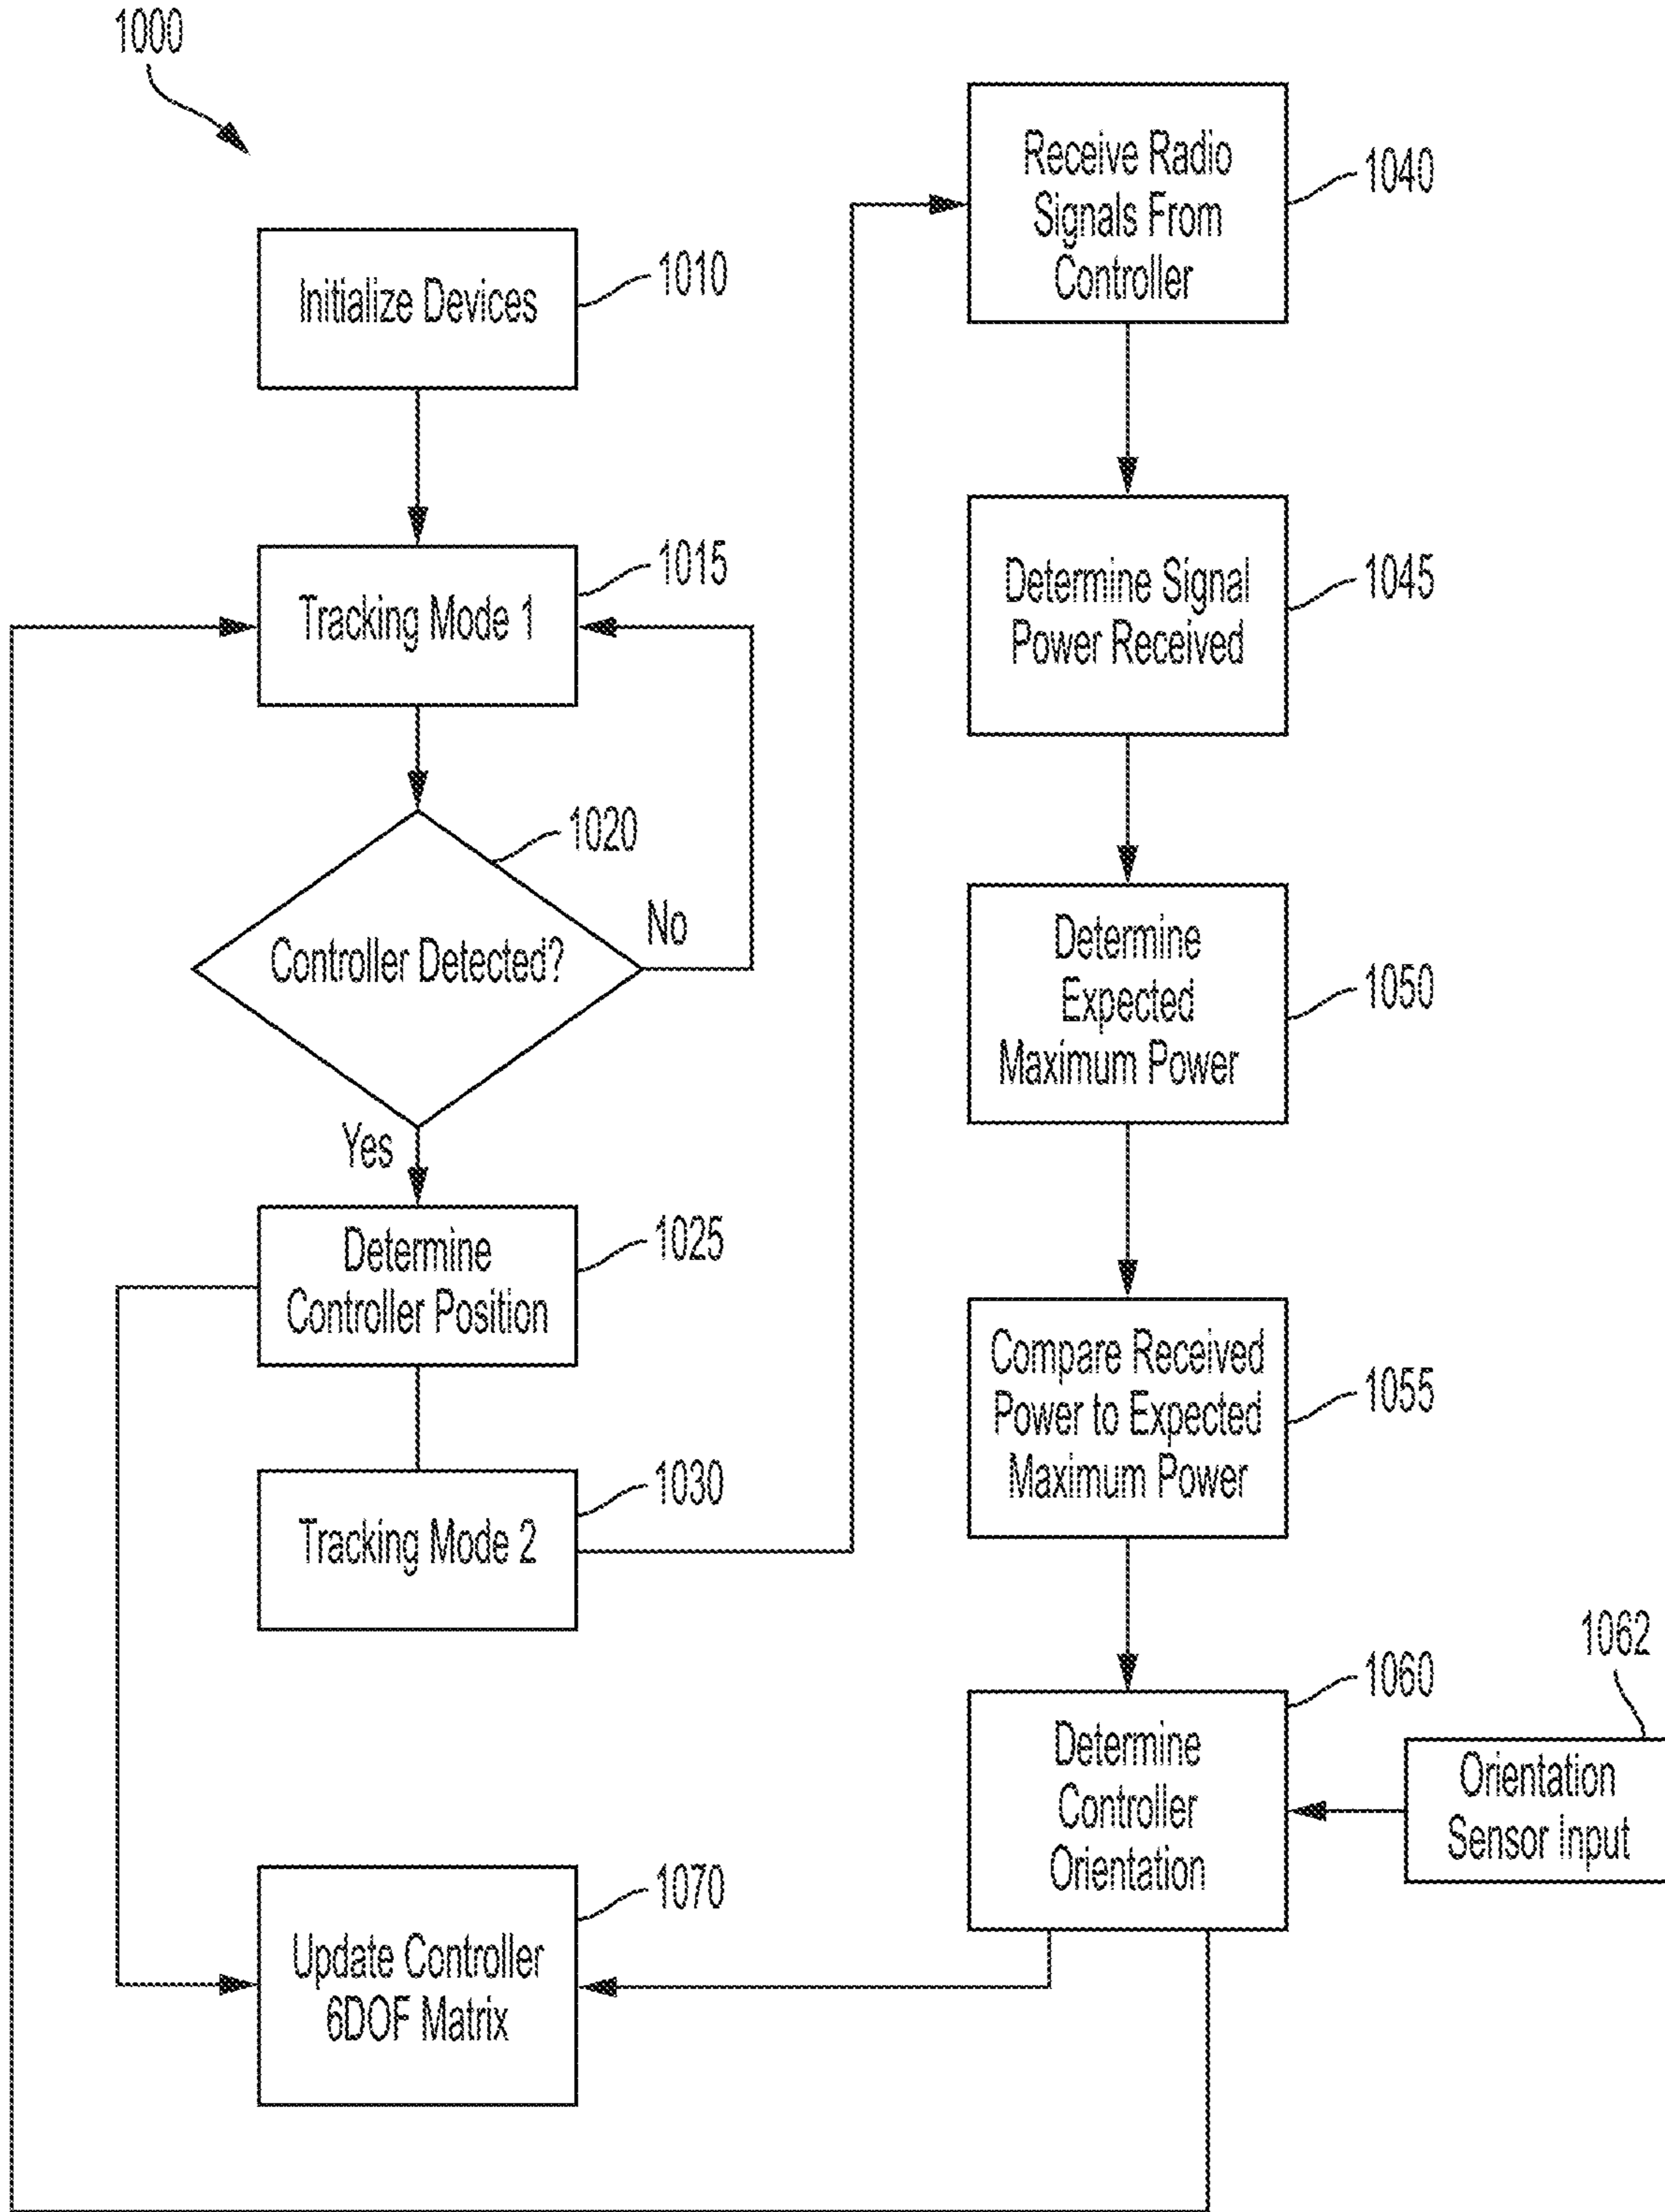 1000
Initialize Devices
1010
Tracking Mode 1
1015
Controller Detected?
1020
No
Yes
Determine
Controller Position
1025
Tracking Mode 2
1030
Receive Radio
Signals From
Controller
1040
Determine Signal
Power Received
1045
Determine
Expected
Maximum Power
1050
Compare Received
Power to Expected
Maximum Power
1055
Determine
Controller
Orientation
1060
Orientation
Sensor Input
1062
Update Controller
6DOF Matrix
1070